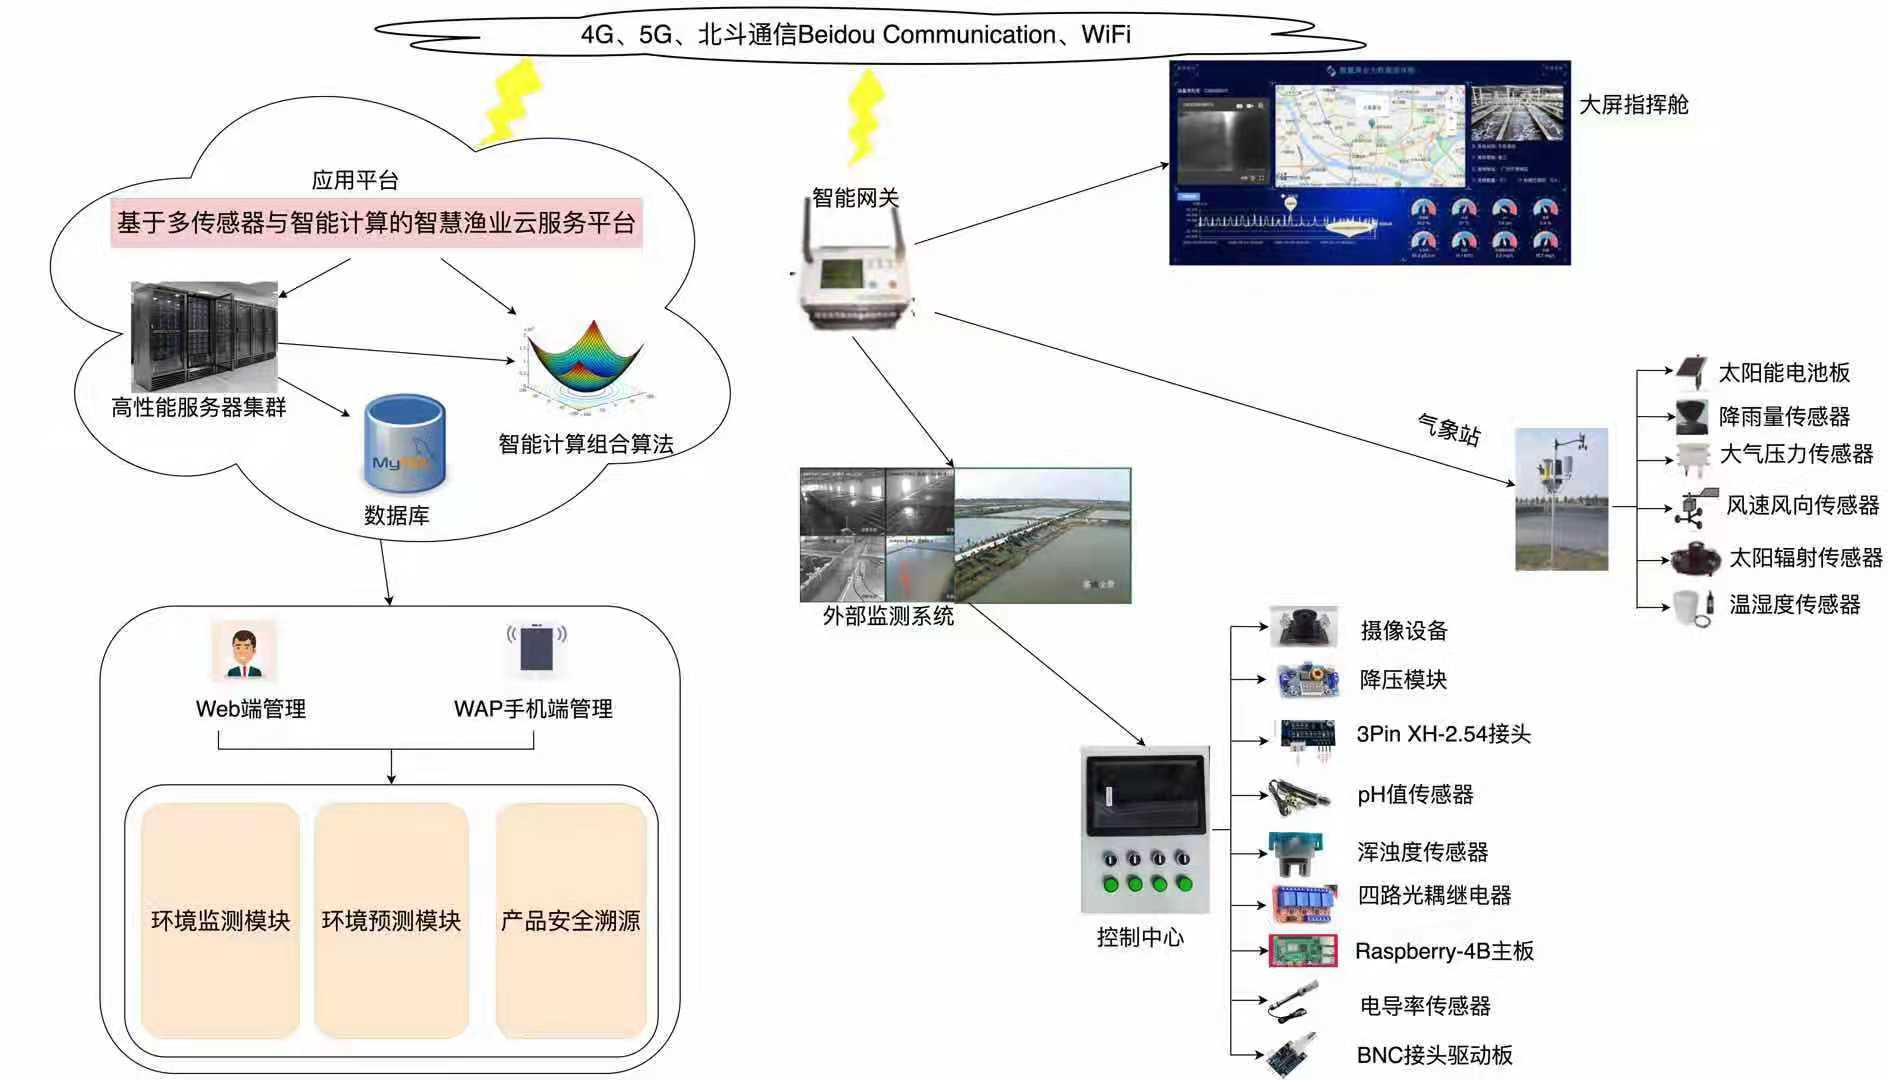 4G、5G、北斗通信Beidou Communication、WiFi
大屏指挥舱
应用平台
基于多传感器与智能计算的智慧渔业云服务平台
智能网关
高性能服务器集群
智能计算组合算法
My
数据库
气象站
太阳能电池板
降雨量传感器
大气压力传感器
风速风向传感器
太阳辐射传感器
温湿度传感器
外部监测系统
Web端管理
WAP手机端管理
环境监测模块
环境预测模块
产品安全溯源
控制中心
摄像设备
降压模块
3Pin XH-2.54接头
pH值传感器
浑浊度传感器
四路光耦继电器
Raspberry-4B主板
电导率传感器
BNC接头驱动板